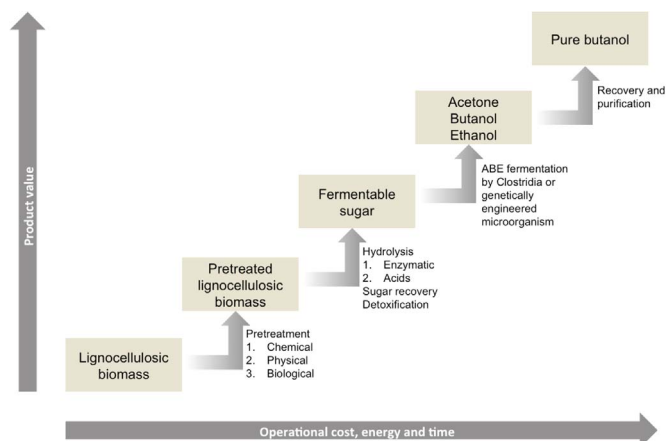 Pure butanol
Recovery and
purification
Acetone
Butanol
Ethanol
ABE fermentation
by Clostridia or
genetically
engineered
microorganism
Fermentable
sugar
Hydrolysis
1. Enzymatic
2. Acids
Sugar recovery
Detoxification
Pretreated
lignocellulosic
biomass
Pretreatment
1. Chemical
2. Physical
3. Biological
Lignocellulosic
biomass
Product value
Operational cost, energy and time